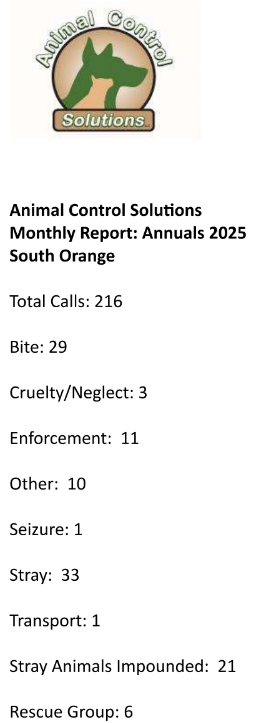 Animal Control
Solutions
Animal Control Solutions
Monthly Report: Annuals 2025
South Orange
Total Calls: 216
Bite: 29
Cruelty/Neglect: 3
Enforcement:  11
Other:  10
Seizure: 1
Stray:  33
Transport: 1
Stray Animals Impounded:  21
Rescue Group: 6